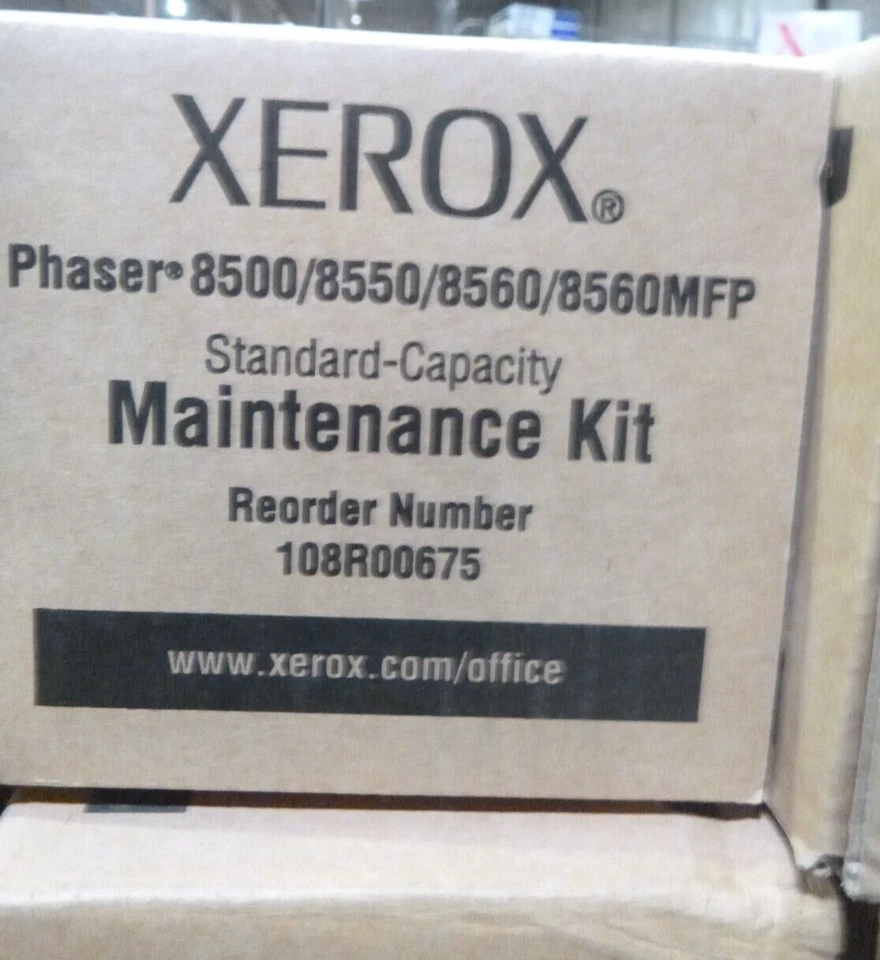 XEROX®
Phaser® 8500/8550/8560/8560MFP
Standard-Capacity
Maintenance Kit
Reorder Number
108R00675
www.xerox.com/office